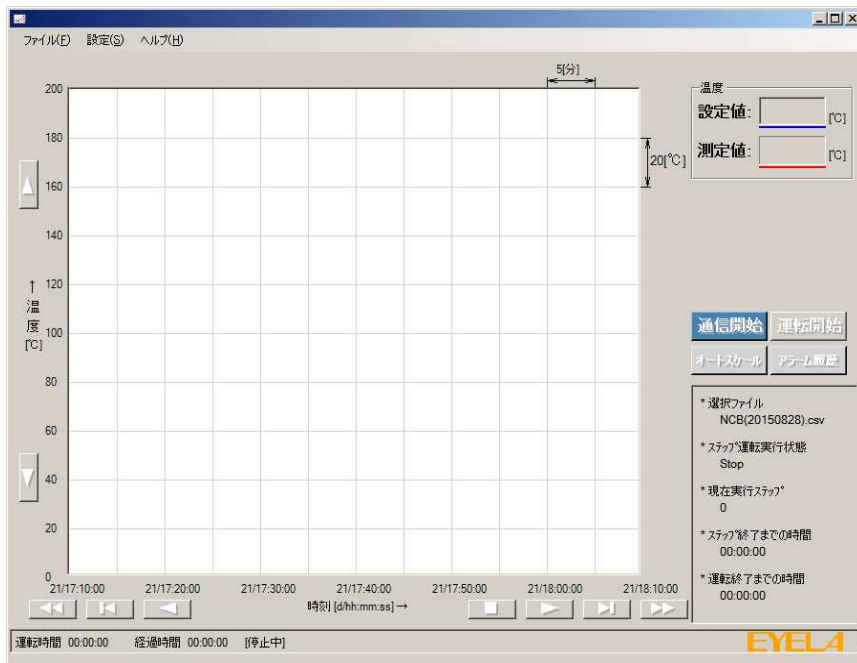 ファイル(F) 設定(S) ヘルプ(H)
5[分]
200
180
160
140
120
100
80
60
40
20
0
↑
温
度
[℃]
20[℃]
21/17:10:00 21/17:20:00 21/17:30:00 21/17:40:00 21/17:50:00 21/18:00:00 21/18:10:00
時刻 [d/hh:mm:ss]→
温度
設定値: [℃]
測定値: [℃]
通信開始 運転開始
オートスケール アラーム履歴
* 選択ファイル
NCB(20150828).csv
* ステップ運転実行状態
Stop
* 現在実行ステップ
0
* ステップ終了までの時間
00:00:00
* 運転終了までの時間
00:00:00
運転時間 00:00:00 経過時間 00:00:00 [停止中]
EYELA